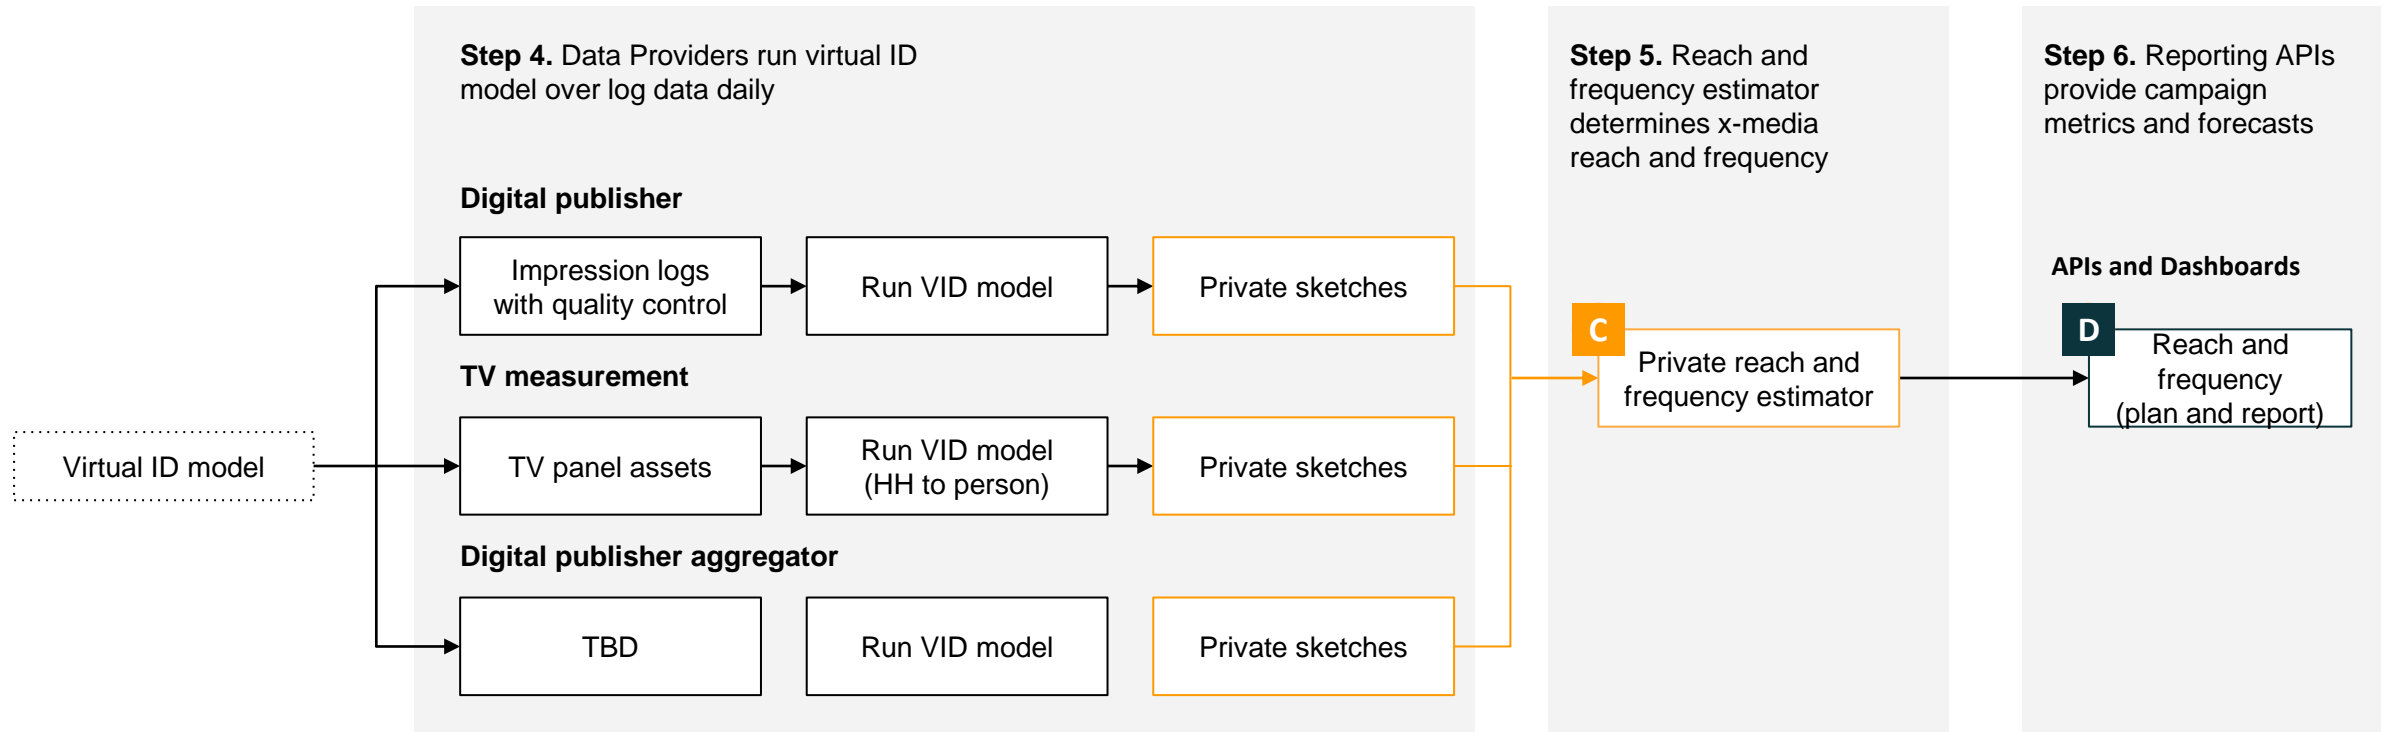 Step 4. Data Providers run virtual ID
model over log data daily
Step 5. Reach and
frequency estimator
determines x-media
reach and frequency
Step 6. Reporting APIs
provide campaign
metrics and forecasts
Digital publisher
Impression logs
with quality control
Run VID model
Private sketches
APIs and Dashboards
C
Private reach and
frequency estimator
D
Reach and
frequency
(plan and report)
TV measurement
Virtual ID model
TV panel assets
Run VID model
(HH to person)
Private sketches
Digital publisher aggregator
TBD
Run VID model
Private sketches